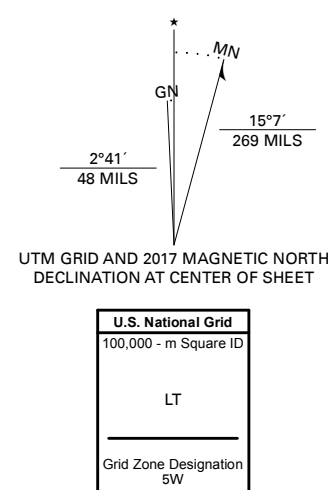 MN
GN
15°7´
269 MILS
2°41´
48 MILS
UTM GRID AND 2017 MAGNETIC NORTH
DECLINATION AT CENTER OF SHEET
U.S. National Grid
100,000 - m Square ID
LT
Grid Zone Designation
5W